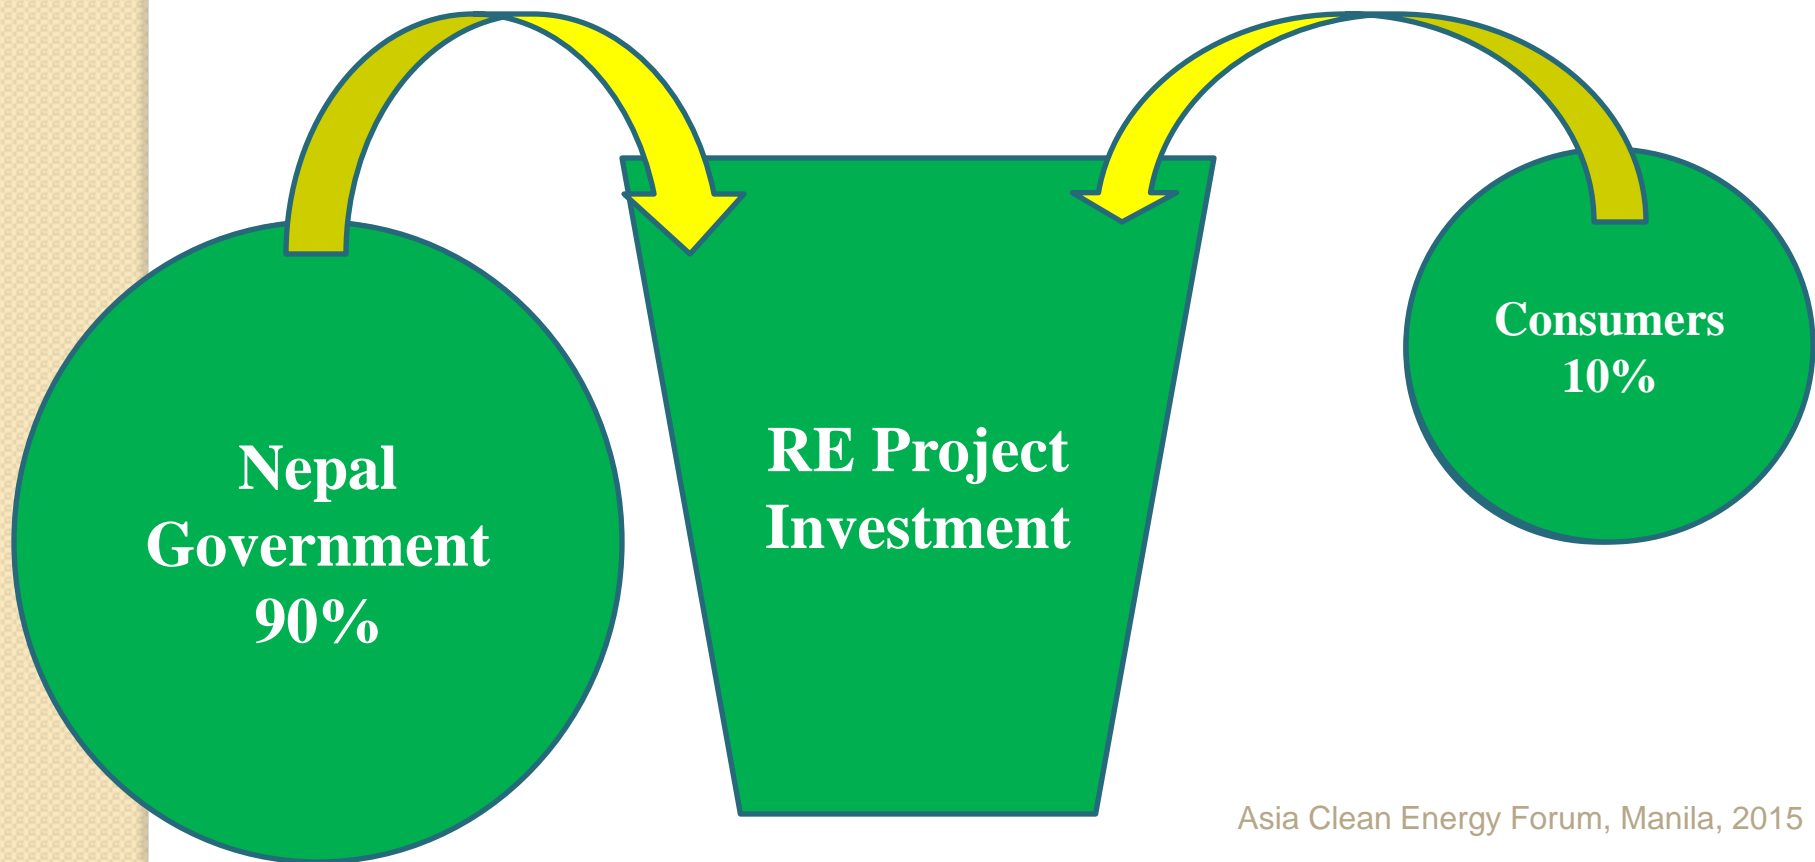 Nepal
Government
90%
RE Project
Investment
Consumers
10%
Asia Clean Energy Forum, Manila, 2015